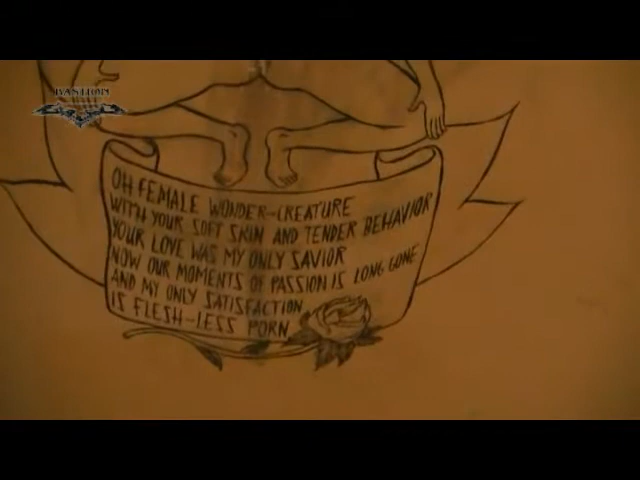 BASTION
OH FEMALE WONDER-CREATURE
WITH YOUR SOFT SKIN AND TENDER BEHAVIOR
YOUR LOVE WAS MY ONLY SAVIOR
NOW OUR MOMENTS OF PASSION IS LONG GONE
AND MY ONLY SATISFACTION
IS FLESH-LESS PORN